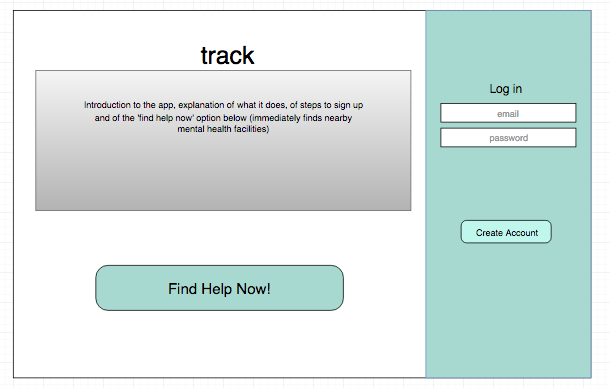 track
Introduction to the app, explanation of what it does, of steps to sign up
and of the 'find help now' option below (immediately finds nearby
mental health facilities)
Find Help Now!
Log in
email
password
Create Account